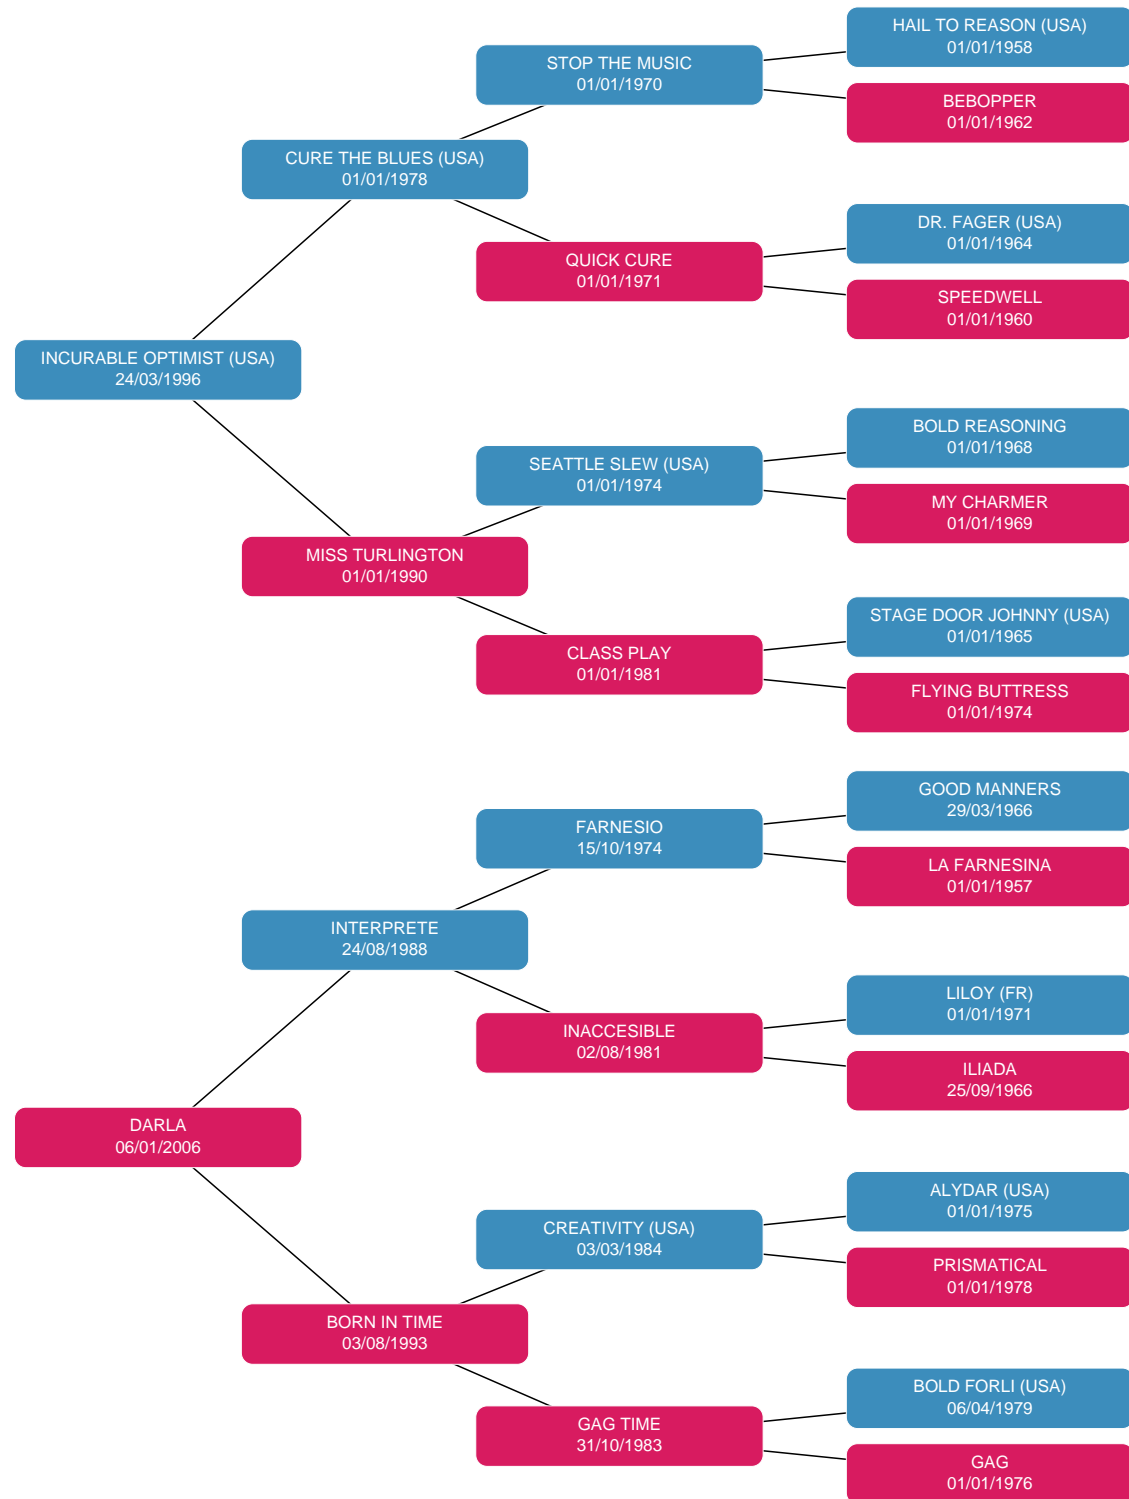 HAIL TO REASON (USA)
01/01/1958
STOP THE MUSIC
01/01/1970
BEBOPPER
01/01/1962
CURE THE BLUES (USA)
01/01/1978
DR. FAGER (USA)
01/01/1964
QUICK CURE
01/01/1971
SPEEDWELL
01/01/1960
INCURABLE OPTIMIST (USA)
24/03/1996
BOLD REASONING
01/01/1968
SEATTLE SLEW (USA)
01/01/1974
MY CHARMER
01/01/1969
MISS TURLINGTON
01/01/1990
STAGE DOOR JOHNNY (USA)
01/01/1965
CLASS PLAY
01/01/1981
FLYING BUTTRESS
01/01/1974
GOOD MANNERS
29/03/1966
FARNESIO
15/10/1974
LA FARNESINA
01/01/1957
INTERPRETE
24/08/1988
LILOY (FR)
01/01/1971
INACCESIBLE
02/08/1981
ILIADA
25/09/1966
DARLA
06/01/2006
ALYDAR (USA)
01/01/1975
CREATIVITY (USA)
03/03/1984
PRISMATICAL
01/01/1978
BORN IN TIME
03/08/1993
BOLD FORLI (USA)
06/04/1979
GAG TIME
31/10/1983
GAG
01/01/1976